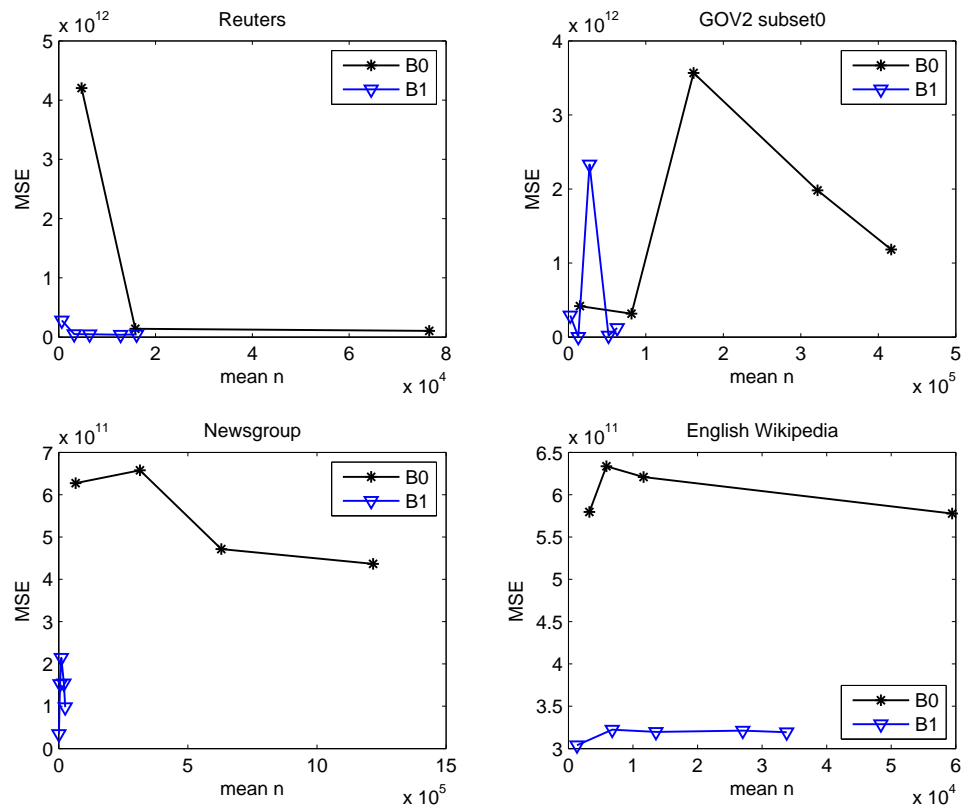 Reuters
x 10^12
5
4
3
2
1
0
MSE
0 2 4 6 8
mean n
x 10^4
B0
B1
GOV2 subset0
x 10^12
4
3
2
1
0
MSE
0 1 2 3 4 5
mean n
x 10^5
B0
B1
Newsgroup
x 10^11
7
6
5
4
3
2
1
0
MSE
0 5 10 15
mean n
x 10^5
B0
B1
English Wikipedia
x 10^11
6.5
6
5.5
5
4.5
4
3.5
3
MSE
0 1 2 3 4 5 6
mean n
x 10^4
B0
B1